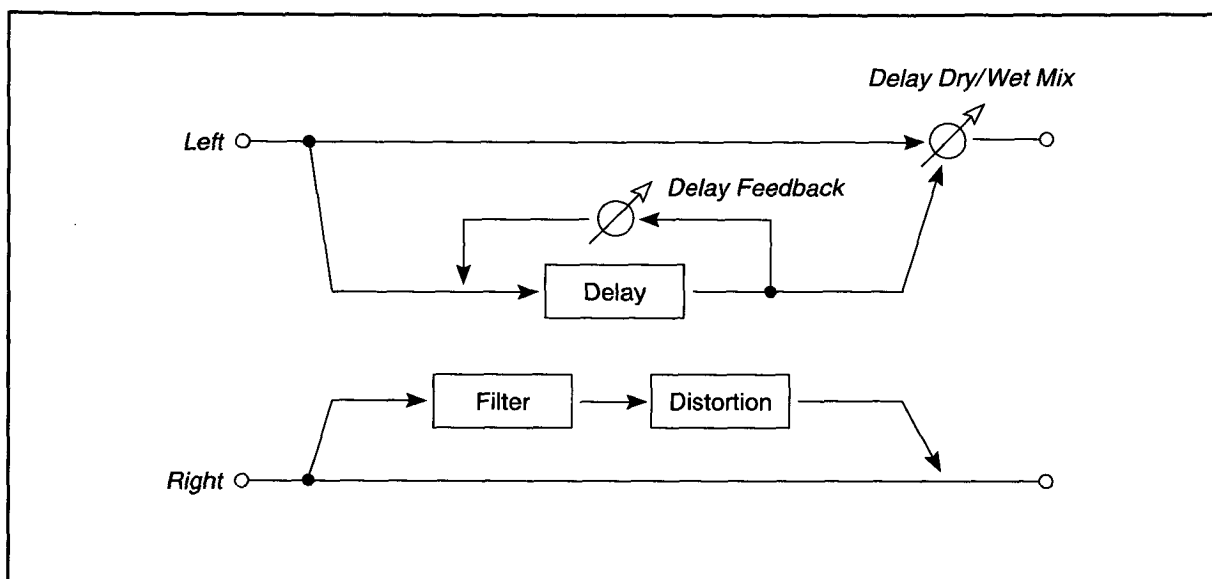 Delay Dry/Wet Mix
Left
Delay Feedback
Delay
Filter
Distortion
Right